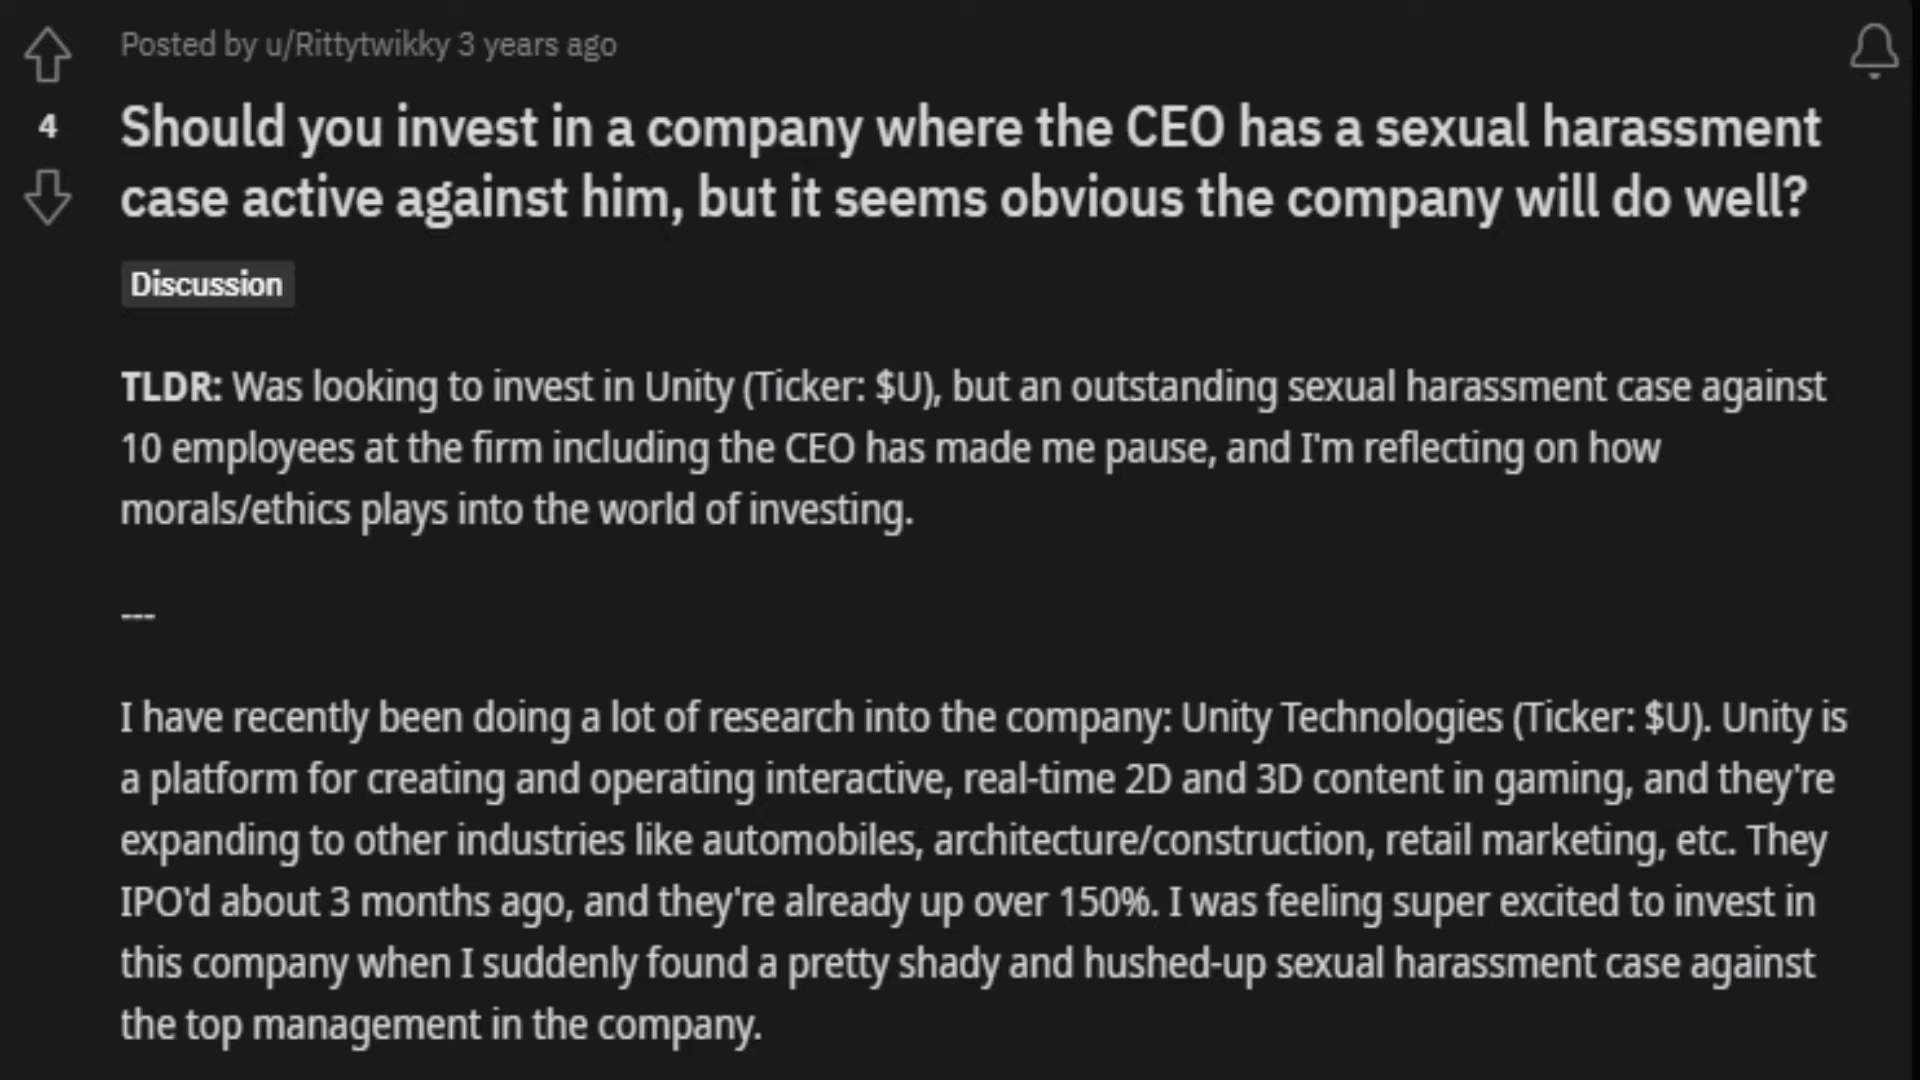 Posted by u/Rittytwikky 3 years ago
4
Should you invest in a company where the CEO has a sexual harassment
case active against him, but it seems obvious the company will do well?
Discussion
TLDR: Was looking to invest in Unity (Ticker: $U), but an outstanding sexual harassment case against
10 employees at the firm including the CEO has made me pause, and I'm reflecting on how
morals/ethics plays into the world of investing.
---
I have recently been doing a lot of research into the company: Unity Technologies (Ticker: $U). Unity is
a platform for creating and operating interactive, real-time 2D and 3D content in gaming, and they're
expanding to other industries like automobiles, architecture/construction, retail marketing, etc. They
IPO'd about 3 months ago, and they're already up over 150%. I was feeling super excited to invest in
this company when I suddenly found a pretty shady and hushed-up sexual harassment case against
the top management in the company.